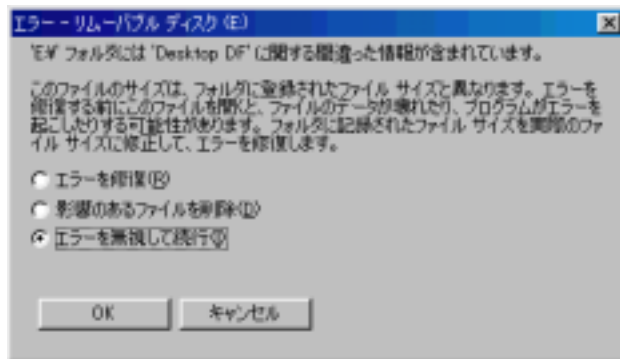 エラー - リムーバブル ディスク (E:)
'E:¥' フォルダには 'Desktop DF' に関する間違った情報が含まれています。
このファイルのサイズは、フォルダに登録されたファイル サイズと異なります。エラーを
修復する前にこのファイルを開くと、ファイルのデータが壊れたり、プログラムがエラーを
起こしたりする可能性があります。フォルダに記録されたファイル サイズを実際のファ
イル サイズに修正して、エラーを修復します。
エラーを修復(R)
影響のあるファイルを削除(D)
エラーを無視して続行(I)
OK
キャンセル